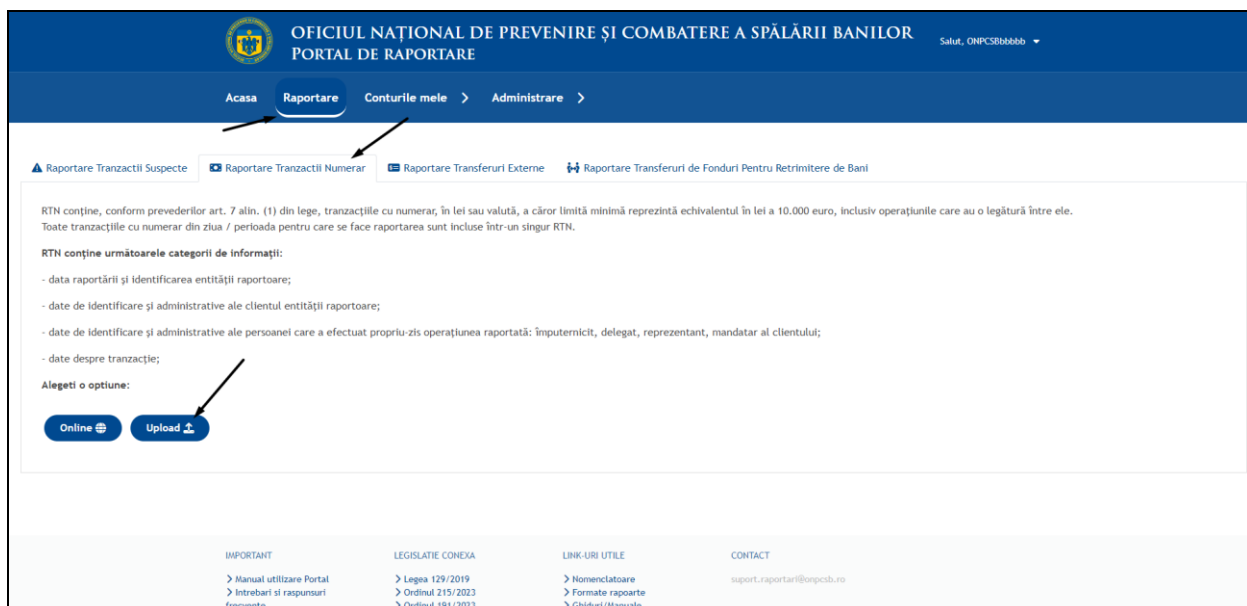 OFICIUL NAȚIONAL DE PREVENIRE ȘI COMBATERE A SPĂLĂRII BANILOR
PORTAL DE RAPORTARE
Salut, ONPCSBbbbbb
Acasa Raportare Conturile mele > Administrare >
Raportare Tranzactii Suspecte Raportare Tranzactii Numerar Raportare Transferuri Externe Raportare Transferuri de Fonduri Pentru Retrimitere de Bani
RTN conține, conform prevederilor art. 7 alin. (1) din lege, tranzacțiile cu numerar, în lei sau valută, a căror limită minimă reprezintă echivalentul în lei a 10.000 euro, inclusiv operațiunile care au o legătură între ele.
Toate tranzacțiile cu numerar din ziua / perioada pentru care se face raportarea sunt incluse într-un singur RTN.
RTN conține următoarele categorii de informații:
- data raportării și identificarea entității raportoare;
- date de identificare și administrative ale clientul entității raportoare;
- date de identificare și administrative ale persoanei care a efectuat propriu-zis operațiunea raportată: împuternicit, delegat, reprezentant, mandatar al clientului;
- date despre tranzacție;
Alegeti o optiune:
Online Upload
IMPORTANT LEGISLATIE CONEXA LINK-URI UTILE CONTACT
> Manual utilizare Portal > Legea 129/2019 > Nomenclatoare suport.raportari@onpcsb.ro
> Intrebari si raspunsuri > Ordinul 215/2023 > Formate rapoarte
frecvente > Ordinul 191/2023 > Ghiduri/Manuale